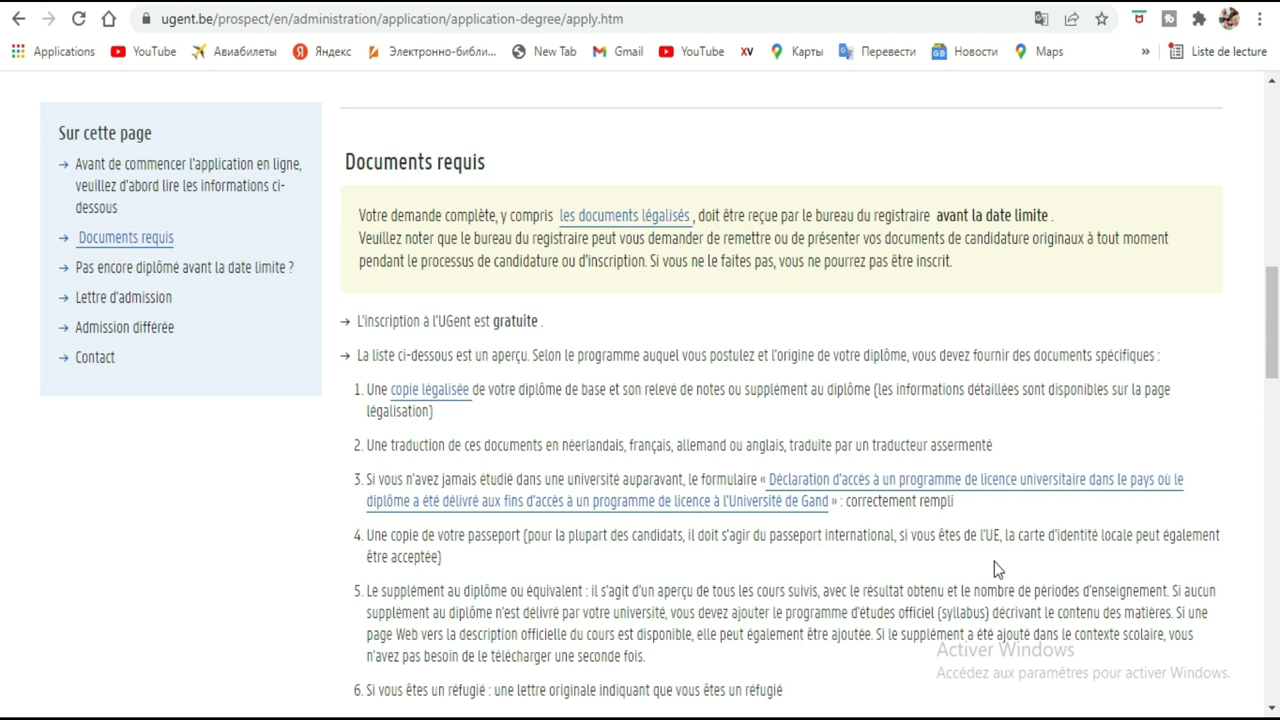 ugent.be/prospect/en/administration/application/application-degree/apply.htm
Applications YouTube Авиабилеты Яндекс Электронно-библи... New Tab Gmail YouTube XV Карты Перевести Новости Maps » Liste de lecture
Sur cette page
→ Avant de commencer l'application en ligne,
veuillez d'abord lire les informations ci-
dessous
→ Documents requis
→ Pas encore diplômé avant la date limite ?
→ Lettre d'admission
→ Admission différée
→ Contact
Documents requis
Votre demande complète, y compris les documents légalisés , doit être reçue par le bureau du registraire avant la date limite .
Veuillez noter que le bureau du registraire peut vous demander de remettre ou de présenter vos documents de candidature originaux à tout moment
pendant le processus de candidature ou d'inscription. Si vous ne le faites pas, vous ne pourrez pas être inscrit.
→ L'inscription à l'UGent est gratuite .
→ La liste ci-dessous est un aperçu. Selon le programme auquel vous postulez et l'origine de votre diplôme, vous devez fournir des documents spécifiques :
1. Une copie légalisée de votre diplôme de base et son relevé de notes ou supplément au diplôme (les informations détaillées sont disponibles sur la page
légalisation)
2. Une traduction de ces documents en néerlandais, français, allemand ou anglais, traduite par un traducteur assermenté
3. Si vous n'avez jamais étudié dans une université auparavant, le formulaire « Déclaration d'accès à un programme de licence universitaire dans le pays où le
diplôme a été délivré aux fins d'accès à un programme de licence à l'Université de Gand » : correctement rempli
4. Une copie de votre passeport (pour la plupart des candidats, il doit s'agir du passeport international, si vous êtes de l'UE, la carte d'identité locale peut également
être acceptée)
5. Le supplément au diplôme ou équivalent : il s'agit d'un aperçu de tous les cours suivis, avec le résultat obtenu et le nombre de périodes d'enseignement. Si aucun
supplément au diplôme n'est délivré par votre université, vous devez ajouter le programme d'études officiel (syllabus) décrivant le contenu des matières. Si une
page Web vers la description officielle du cours est disponible, elle peut également être ajoutée. Si le supplément a été ajouté dans le contexte scolaire, vous
n'avez pas besoin de le télécharger une seconde fois.
Activer Windows
Accédez aux paramètres pour activer Windows.
6. Si vous êtes un réfugié : une lettre originale indiquant que vous êtes un réfugié